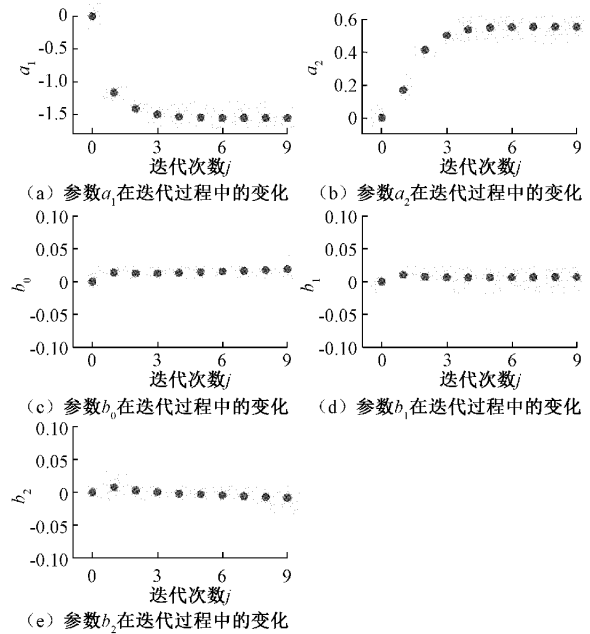 0
-0.5
-1.0
-1.5
a₁
0 3 6 9
迭代次数j
(a) 参数a₁在迭代过程中的变化
0.6
0.4
0.2
0
a₂
0 3 6 9
迭代次数j
(b) 参数a₂在迭代过程中的变化
0.10
0.05
0
-0.05
-0.10
b₀
0 3 6 9
迭代次数j
(c) 参数b₀在迭代过程中的变化
0.10
0.05
0
-0.05
-0.10
b₁
0 3 6 9
迭代次数j
(d) 参数b₁在迭代过程中的变化
0.10
0.05
0
-0.05
-0.10
b₂
0 3 6 9
迭代次数j
(e) 参数b₂在迭代过程中的变化